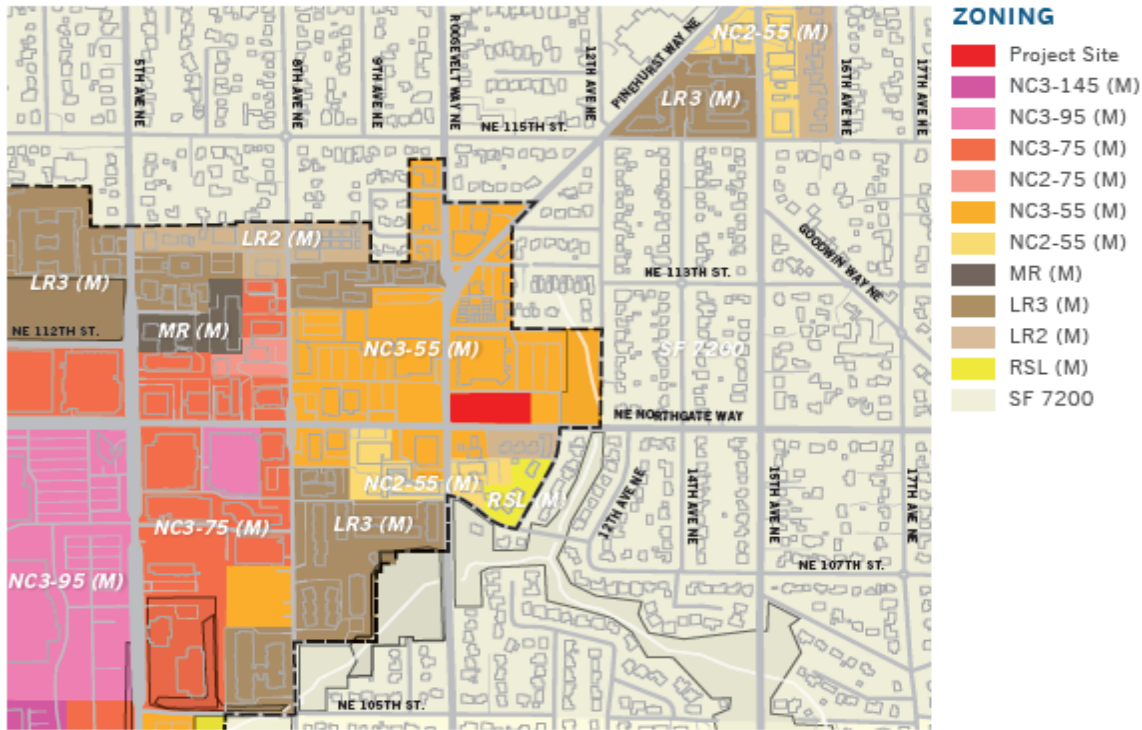 ZONING
Project Site
NC3-145 (M)
NC3-95 (M)
NC3-75 (M)
NC2-75 (M)
NC3-55 (M)
NC2-55 (M)
MR (M)
LR3 (M)
LR2 (M)
RSL (M)
SF 7200
NC2-55 (M)
5TH AVE NE
8TH AVE NE
9TH AVE NE
ROOSEVELT WAY NE
12TH AVE NE
PINEHURST WAY NE
16TH AVE NE
17TH AVE NE
LR3 (M)
NE 115TH ST.
LR2 (M)
GOODWIN WAY NE
NE 113TH ST.
LR3 (M)
NE 112TH ST.
MR (M)
NC3-55 (M)
SF 7200
NE NORTHGATE WAY
NC2-55 (M)
RSL (M)
12TH AVE NE
14TH AVE NE
15TH AVE NE
17TH AVE NE
NC3-75 (M)
LR3 (M)
NE 107TH ST.
NC3-95 (M)
NE 105TH ST.